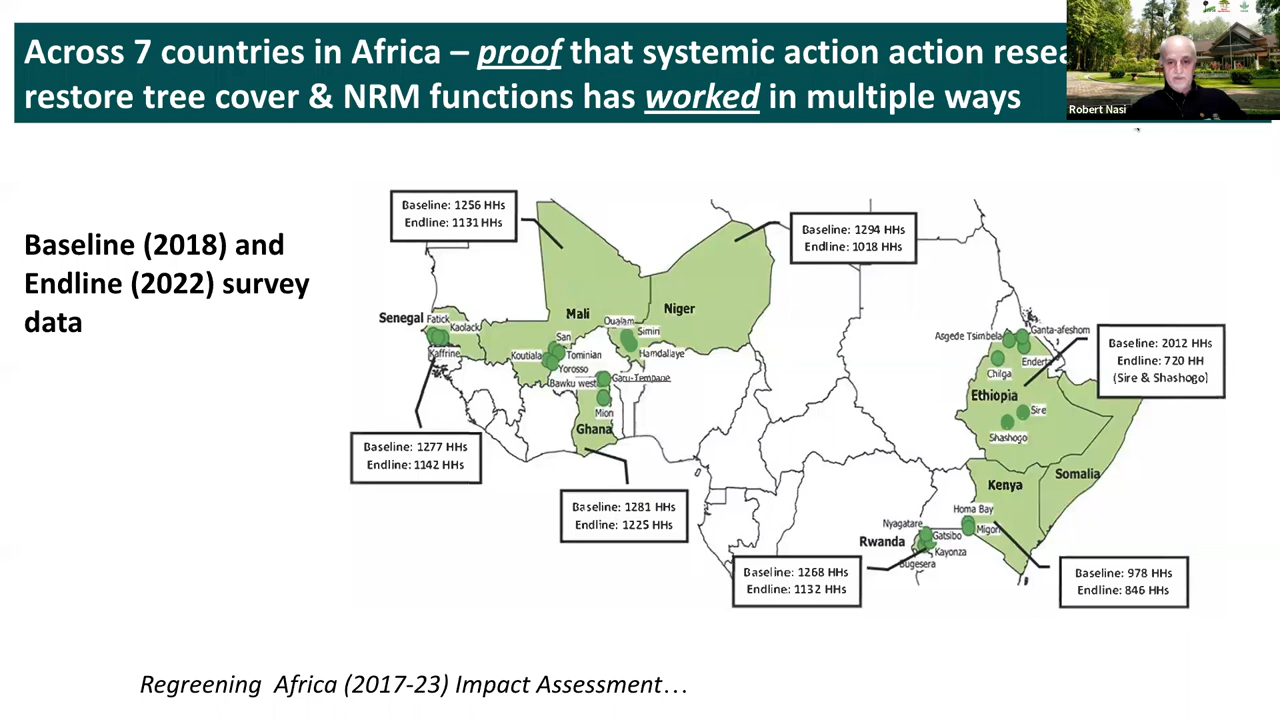 Across 7 countries in Africa – proof that systemic action action
restore tree cover & NRM functions has worked in multiple ways
Robert Nasi
Baseline (2018) and
Endline (2022) survey
data
Baseline: 1256 HHs
Endline: 1131 HHs
Baseline: 1294 HHs
Endline: 1018 HHs
Mali
Niger
Senegal
Fatick
Kaolack
Kaffrine
Oualam
Simiri
Hamdallaye
San
Koutiala
Tominian
Yorosso
Bawku west
Garu-Tempane
Mion
Ghana
Asgede Tsimbela
Ganta-afeshom
Endert
Chilga
Ethiopia
Sire
Shashogo
Baseline: 2012 HHs
Endline: 720 HH
(Sire & Shashogo)
Baseline: 1277 HHs
Endline: 1142 HHs
Baseline: 1281 HHs
Endline: 1225 HHs
Kenya
Somalia
Homa Bay
Migori
Nyagatare
Gatsibo
Rwanda
Kayonza
Bugesera
Baseline: 1268 HHs
Endline: 1132 HHs
Baseline: 978 HHs
Endline: 846 HHs
Regreening Africa (2017-23) Impact Assessment…